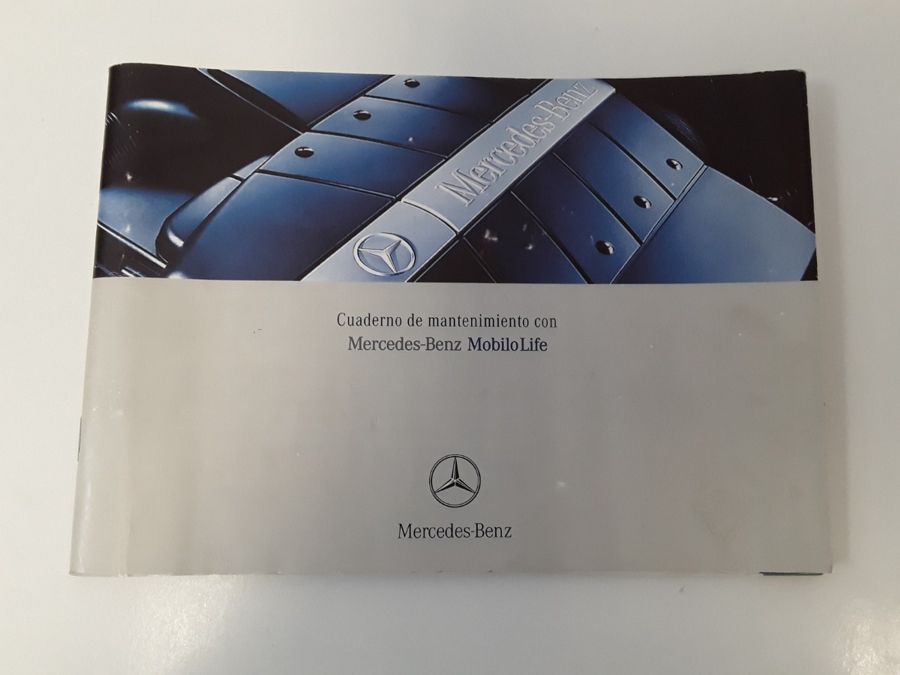 Mercedes-Benz
Cuaderno de mantenimiento con
Mercedes-Benz MobiloLife
Mercedes-Benz